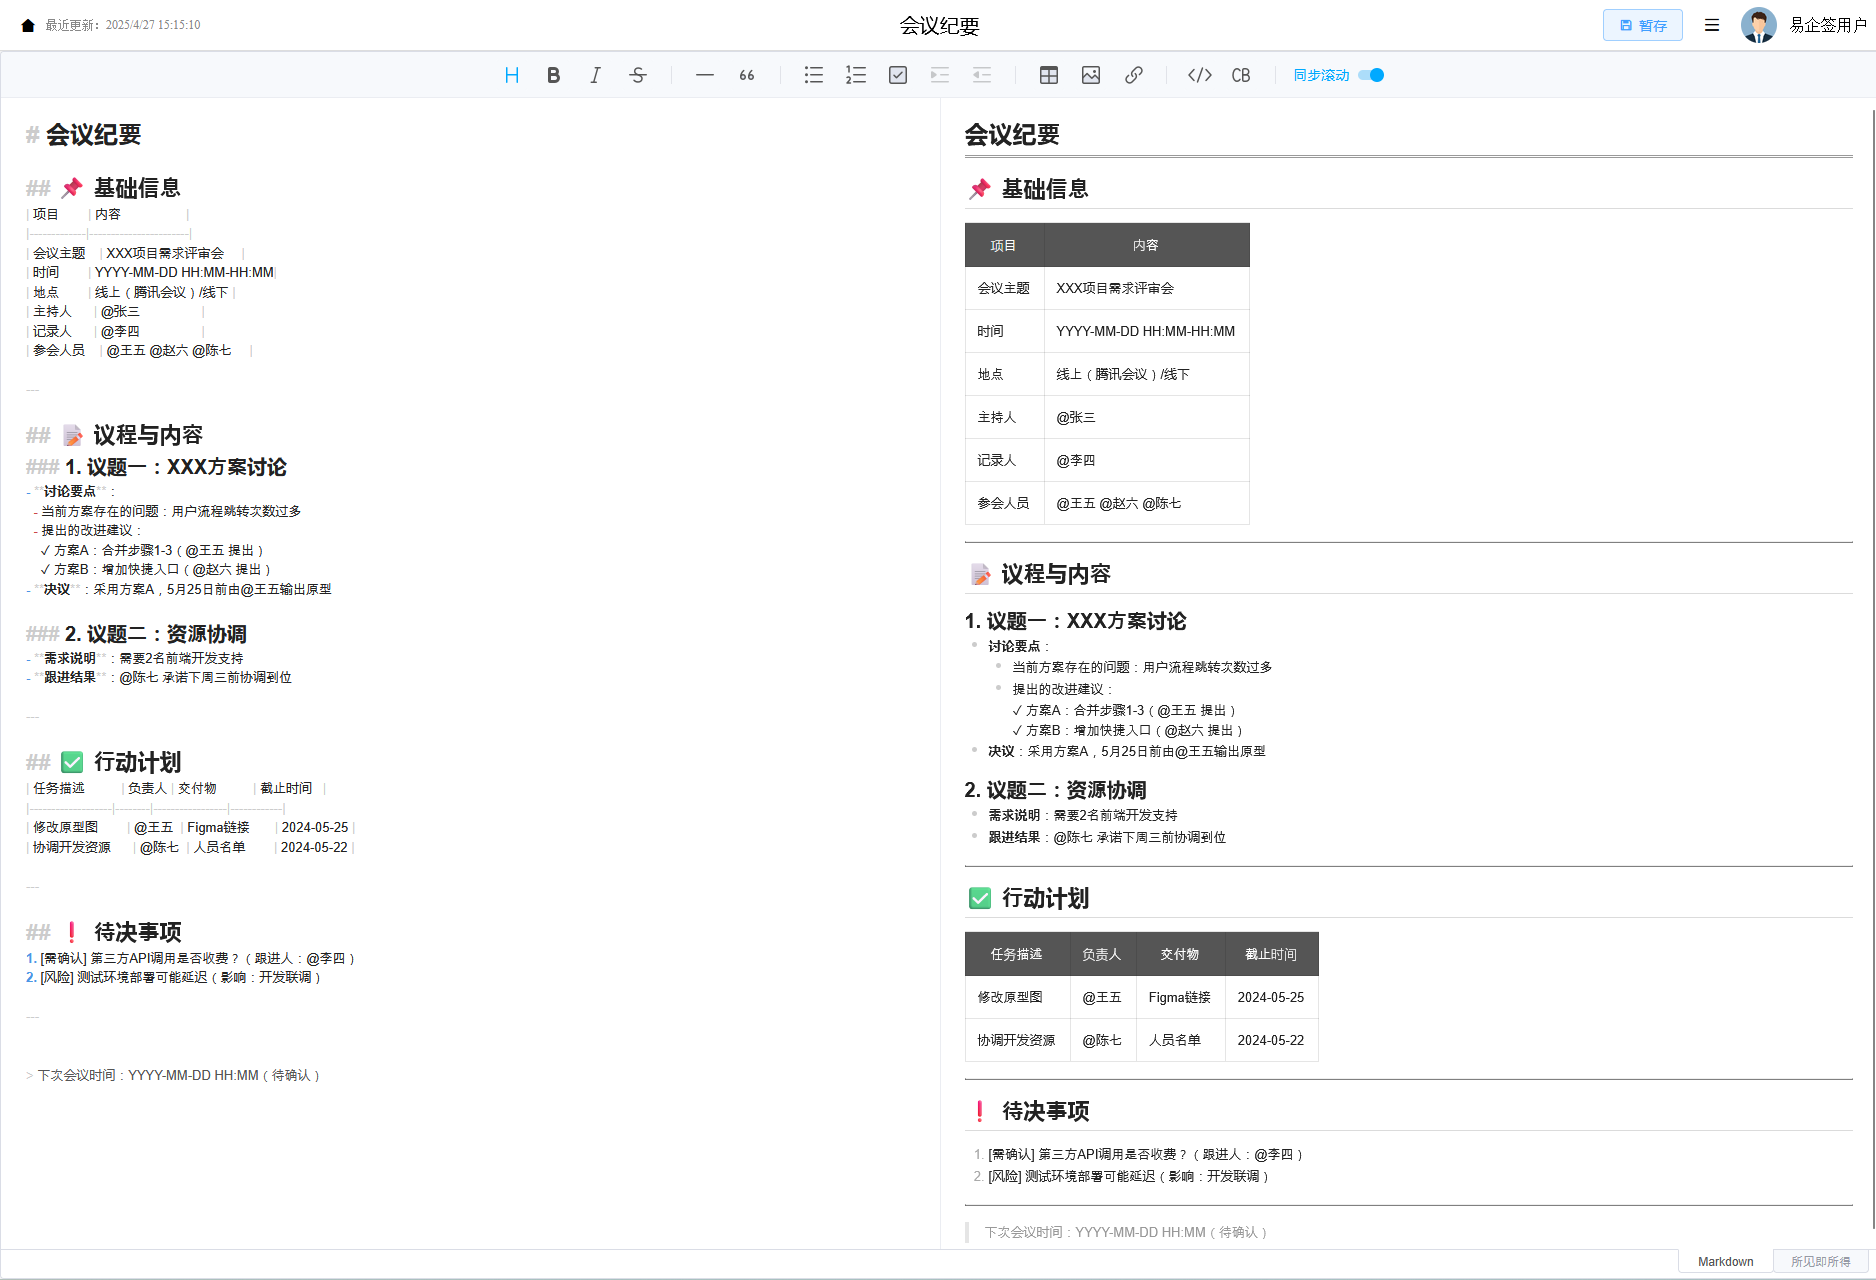 最近更新：2025/4/27 15:15:10
会议纪要
暂存
易企签用户
H B I S — 66 </> CB 同步滚动
# 会议纪要
## 📌 基础信息
| 项目 | 内容 |
|-------------|-----------------------|
| 会议主题 | XXX项目需求评审会 |
| 时间 | YYYY-MM-DD HH:MM-HH:MM|
| 地点 | 线上（腾讯会议）/线下 |
| 主持人 | @张三 |
| 记录人 | @李四 |
| 参会人员 | @王五 @赵六 @陈七 |
---
## 📝 议程与内容
### 1. 议题一：XXX方案讨论
- **讨论要点**：
- 当前方案存在的问题：用户流程跳转次数过多
- 提出的改进建议：
✓ 方案A：合并步骤1-3（@王五 提出）
✓ 方案B：增加快捷入口（@赵六 提出）
- **决议**：采用方案A，5月25日前由@王五输出原型
### 2. 议题二：资源协调
- **需求说明**：需要2名前端开发支持
- **跟进结果**：@陈七 承诺下周三前协调到位
---
## ✅ 行动计划
| 任务描述 | 负责人 | 交付物 | 截止时间 |
|-------------------|--------|-----------------|------------|
| 修改原型图 | @王五 | Figma链接 | 2024-05-25 |
| 协调开发资源 | @陈七 | 人员名单 | 2024-05-22 |
---
## ❗ 待决事项
1. [需确认] 第三方API调用是否收费？（跟进人：@李四）
2. [风险] 测试环境部署可能延迟（影响：开发联调）
---
> 下次会议时间：YYYY-MM-DD HH:MM（待确认）
会议纪要
📌 基础信息
项目 内容
会议主题 XXX项目需求评审会
时间 YYYY-MM-DD HH:MM-HH:MM
地点 线上（腾讯会议）/线下
主持人 @张三
记录人 @李四
参会人员 @王五 @赵六 @陈七
📝 议程与内容
1. 议题一：XXX方案讨论
讨论要点：
当前方案存在的问题：用户流程跳转次数过多
提出的改进建议：
✓ 方案A：合并步骤1-3（@王五 提出）
✓ 方案B：增加快捷入口（@赵六 提出）
决议：采用方案A，5月25日前由@王五输出原型
2. 议题二：资源协调
需求说明：需要2名前端开发支持
跟进结果：@陈七 承诺下周三前协调到位
✅ 行动计划
任务描述 负责人 交付物 截止时间
修改原型图 @王五 Figma链接 2024-05-25
协调开发资源 @陈七 人员名单 2024-05-22
❗ 待决事项
1. [需确认] 第三方API调用是否收费？（跟进人：@李四）
2. [风险] 测试环境部署可能延迟（影响：开发联调）
下次会议时间：YYYY-MM-DD HH:MM（待确认）
Markdown
所见即所得